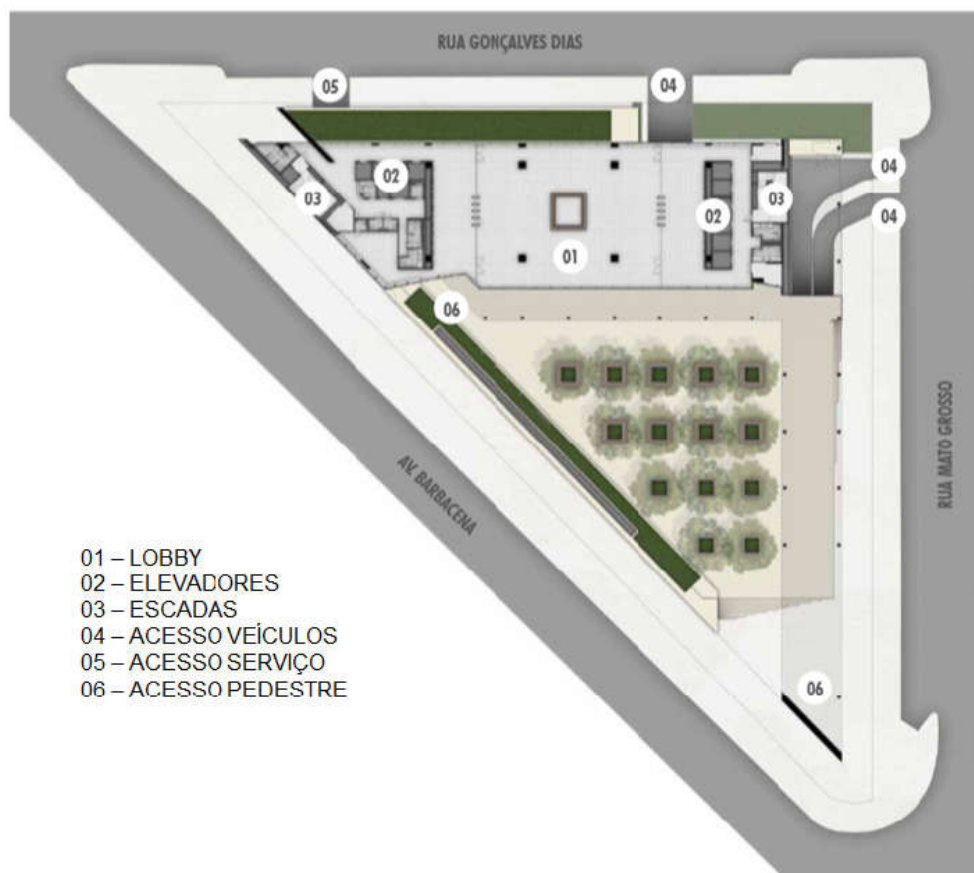 RUA GONÇALVES DIAS
05
04
02
03
02
03
04
04
01
06
RUA MATO GROSSO
AV. BARBACENA
01 – LOBBY
02 – ELEVADORES
03 – ESCADAS
04 – ACESSO VEÍCULOS
05 – ACESSO SERVIÇO
06 – ACESSO PEDESTRE
06